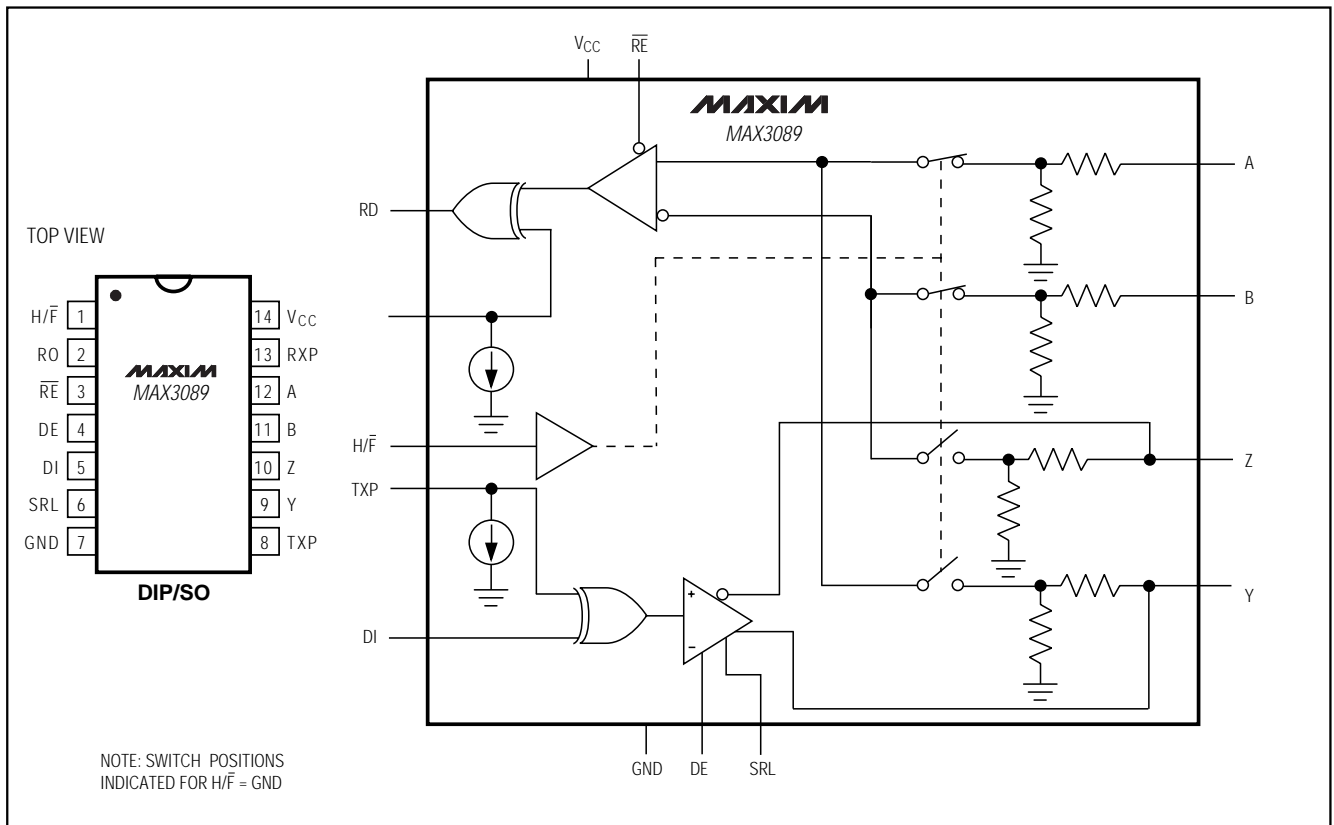 TOP VIEW
H/F̅ 1
RO 2
R̅E̅ 3
DE 4
DI 5
SRL 6
GND 7
MAXIM
MAX3089
14 VCC
13 RXP
12 A
11 B
10 Z
9 Y
8 TXP
DIP/SO
NOTE: SWITCH POSITIONS
INDICATED FOR H/F̅ = GND
VCC
R̅E̅
MAXIM
MAX3089
RD
H/F̅
TXP
DI
+
−
A
B
Z
Y
GND
DE
SRL